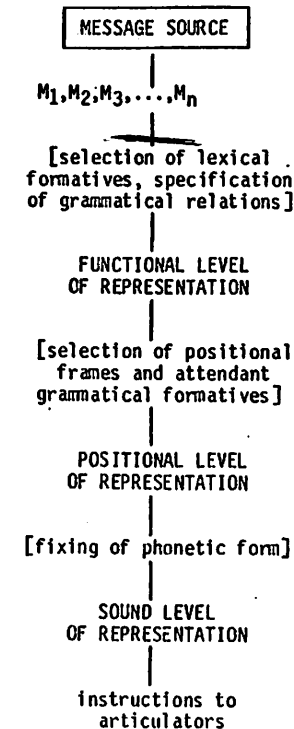 MESSAGE SOURCE
M1,M2,M3,...,Mn
[selection of lexical
formatives, specification
of grammatical relations]
FUNCTIONAL LEVEL
OF REPRESENTATION
[selection of positional
frames and attendant
grammatical formatives]
POSITIONAL LEVEL
OF REPRESENTATION
[fixing of phonetic form]
SOUND LEVEL
OF REPRESENTATION
instructions to
articulators